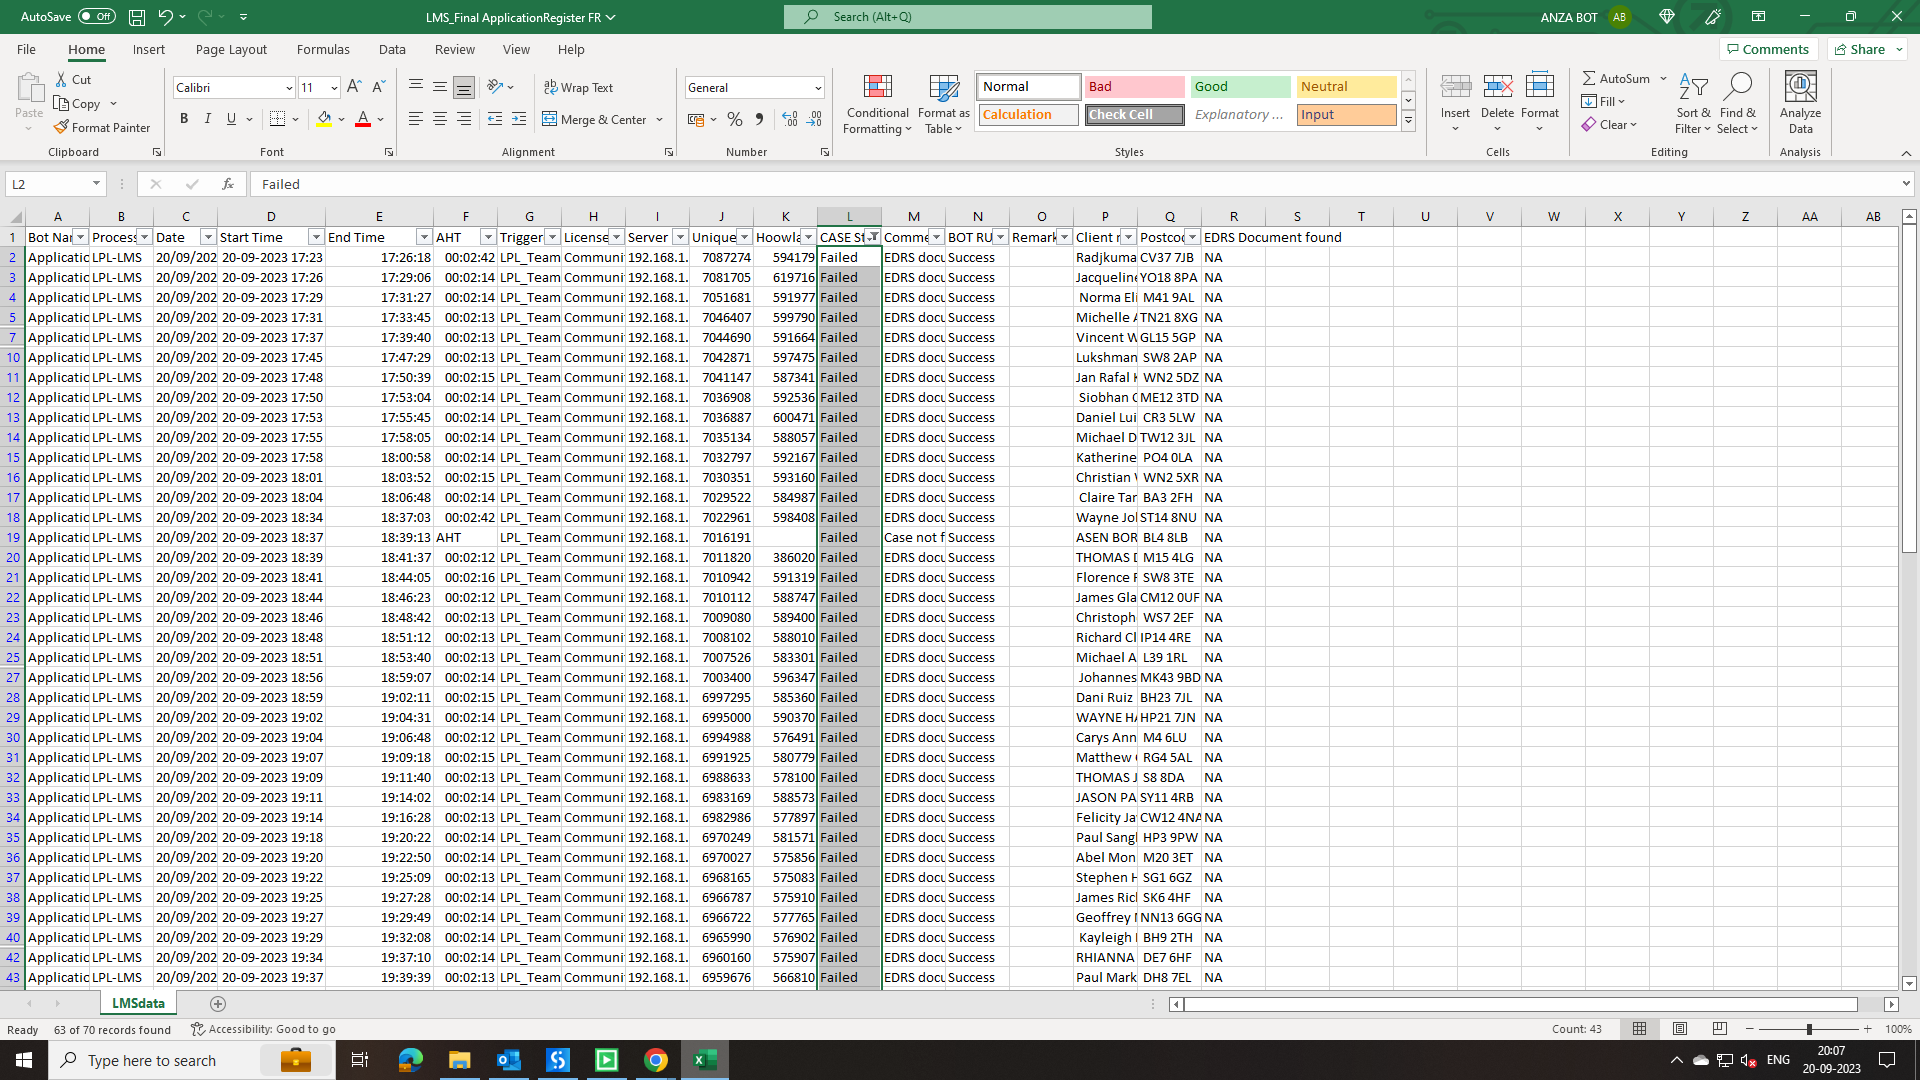 AutoSave Off LMS_Final ApplicationRegister FR Search (Alt+Q) ANZA BOT AB
File Home Insert Page Layout Formulas Data Review View Help Comments Share
Paste Cut Copy Format Painter Clipboard
Calibri 11 B I U Font
Wrap Text Merge & Center Alignment
General % Number
Conditional Formatting Format as Table
Normal Bad Good Neutral
Calculation Check Cell Explanatory ... Input
Styles
Insert Delete Format Cells
AutoSum Fill Clear Sort & Filter Find & Select Editing
Analyze Data Analysis
L2 fx Failed
A B C D E F G H I J K L M N O P Q R S T U V W X Y Z AA AB
1 Bot Nar Process Date Start Time End Time AHT Trigger License Server Unique Hoowla CASE St Comme BOT RU Remark Client r Postcod EDRS Document found
2 Applicatic LPL-LMS 20/09/202 20-09-2023 17:23 17:26:18 00:02:42 LPL_Team Communi 192.168.1. 7087274 594179 Failed EDRS docu Success Radjkuma CV37 7JB NA
3 Applicatic LPL-LMS 20/09/202 20-09-2023 17:26 17:29:06 00:02:14 LPL_Team Communi 192.168.1. 7081705 619716 Failed EDRS docu Success Jacqueline YO18 8PA NA
4 Applicatic LPL-LMS 20/09/202 20-09-2023 17:29 17:31:27 00:02:14 LPL_Team Communi 192.168.1. 7051681 591977 Failed EDRS docu Success Norma Eli M41 9AL NA
5 Applicatic LPL-LMS 20/09/202 20-09-2023 17:31 17:33:45 00:02:13 LPL_Team Communi 192.168.1. 7046407 599790 Failed EDRS docu Success Michelle A TN21 8XG NA
7 Applicatic LPL-LMS 20/09/202 20-09-2023 17:37 17:39:40 00:02:13 LPL_Team Communi 192.168.1. 7044690 591664 Failed EDRS docu Success Vincent W GL15 5GP NA
10 Applicatic LPL-LMS 20/09/202 20-09-2023 17:45 17:47:29 00:02:13 LPL_Team Communi 192.168.1. 7042871 597475 Failed EDRS docu Success Lukshman SW8 2AP NA
11 Applicatic LPL-LMS 20/09/202 20-09-2023 17:48 17:50:39 00:02:15 LPL_Team Communi 192.168.1. 7041147 587341 Failed EDRS docu Success Jan Rafal K WN2 5DZ NA
12 Applicatic LPL-LMS 20/09/202 20-09-2023 17:50 17:53:04 00:02:14 LPL_Team Communi 192.168.1. 7036908 592536 Failed EDRS docu Success Siobhan C ME12 3TD NA
13 Applicatic LPL-LMS 20/09/202 20-09-2023 17:53 17:55:45 00:02:14 LPL_Team Communi 192.168.1. 7036887 600471 Failed EDRS docu Success Daniel Lui CR3 5LW NA
14 Applicatic LPL-LMS 20/09/202 20-09-2023 17:55 17:58:05 00:02:14 LPL_Team Communi 192.168.1. 7035134 588057 Failed EDRS docu Success Michael D TW12 3JL NA
15 Applicatic LPL-LMS 20/09/202 20-09-2023 17:58 18:00:58 00:02:14 LPL_Team Communi 192.168.1. 7032797 592167 Failed EDRS docu Success Katherine PO4 0LA NA
16 Applicatic LPL-LMS 20/09/202 20-09-2023 18:01 18:03:52 00:02:15 LPL_Team Communi 192.168.1. 7030351 593160 Failed EDRS docu Success Christian WN2 5XR NA
17 Applicatic LPL-LMS 20/09/202 20-09-2023 18:04 18:06:48 00:02:14 LPL_Team Communi 192.168.1. 7029522 584987 Failed EDRS docu Success Claire Tar BA3 2FH NA
18 Applicatic LPL-LMS 20/09/202 20-09-2023 18:34 18:37:03 00:02:42 LPL_Team Communi 192.168.1. 7022961 598408 Failed EDRS docu Success Wayne Jol ST14 8NU NA
19 Applicatic LPL-LMS 20/09/202 20-09-2023 18:37 18:39:13 AHT LPL_Team Communi 192.168.1. 7016191 Failed Case not f Success ASEN BOR BL4 8LB NA
20 Applicatic LPL-LMS 20/09/202 20-09-2023 18:39 18:41:37 00:02:12 LPL_Team Communi 192.168.1. 7011820 386020 Failed EDRS docu Success THOMAS D M15 4LG NA
21 Applicatic LPL-LMS 20/09/202 20-09-2023 18:41 18:44:05 00:02:16 LPL_Team Communi 192.168.1. 7010942 591319 Failed EDRS docu Success Florence F SW8 3TE NA
22 Applicatic LPL-LMS 20/09/202 20-09-2023 18:44 18:46:23 00:02:12 LPL_Team Communi 192.168.1. 7010112 588747 Failed EDRS docu Success James Gla CM12 0UF NA
23 Applicatic LPL-LMS 20/09/202 20-09-2023 18:46 18:48:42 00:02:13 LPL_Team Communi 192.168.1. 7009080 589400 Failed EDRS docu Success Christoph WS7 2EF NA
24 Applicatic LPL-LMS 20/09/202 20-09-2023 18:48 18:51:12 00:02:13 LPL_Team Communi 192.168.1. 7008102 588010 Failed EDRS docu Success Richard Cl IP14 4RE NA
25 Applicatic LPL-LMS 20/09/202 20-09-2023 18:51 18:53:40 00:02:13 LPL_Team Communi 192.168.1. 7007526 583301 Failed EDRS docu Success Michael A L39 1RL NA
27 Applicatic LPL-LMS 20/09/202 20-09-2023 18:56 18:59:07 00:02:14 LPL_Team Communi 192.168.1. 7003400 596347 Failed EDRS docu Success Johannes MK43 9BD NA
28 Applicatic LPL-LMS 20/09/202 20-09-2023 18:59 19:02:11 00:02:15 LPL_Team Communi 192.168.1. 6997295 585360 Failed EDRS docu Success Dani Ruiz BH23 7JL NA
29 Applicatic LPL-LMS 20/09/202 20-09-2023 19:02 19:04:31 00:02:14 LPL_Team Communi 192.168.1. 6995000 590370 Failed EDRS docu Success WAYNE HA HP21 7JN NA
30 Applicatic LPL-LMS 20/09/202 20-09-2023 19:04 19:06:48 00:02:12 LPL_Team Communi 192.168.1. 6994988 576491 Failed EDRS docu Success Carys Ann M4 6LU NA
31 Applicatic LPL-LMS 20/09/202 20-09-2023 19:07 19:09:18 00:02:15 LPL_Team Communi 192.168.1. 6991925 580779 Failed EDRS docu Success Matthew RG4 5AL NA
32 Applicatic LPL-LMS 20/09/202 20-09-2023 19:09 19:11:40 00:02:13 LPL_Team Communi 192.168.1. 6988633 578100 Failed EDRS docu Success THOMAS J S8 8DA NA
33 Applicatic LPL-LMS 20/09/202 20-09-2023 19:11 19:14:02 00:02:14 LPL_Team Communi 192.168.1. 6983169 588573 Failed EDRS docu Success JASON PA SY11 4RB NA
34 Applicatic LPL-LMS 20/09/202 20-09-2023 19:14 19:16:28 00:02:13 LPL_Team Communi 192.168.1. 6982986 577897 Failed EDRS docu Success Felicity Ja CW12 4NA NA
35 Applicatic LPL-LMS 20/09/202 20-09-2023 19:18 19:20:22 00:02:14 LPL_Team Communi 192.168.1. 6970249 581571 Failed EDRS docu Success Paul Sangl HP3 9PW NA
36 Applicatic LPL-LMS 20/09/202 20-09-2023 19:20 19:22:50 00:02:14 LPL_Team Communi 192.168.1. 6970027 575856 Failed EDRS docu Success Abel Mon M20 3ET NA
37 Applicatic LPL-LMS 20/09/202 20-09-2023 19:22 19:25:09 00:02:13 LPL_Team Communi 192.168.1. 6968165 575083 Failed EDRS docu Success Stephen H SG1 6GZ NA
38 Applicatic LPL-LMS 20/09/202 20-09-2023 19:25 19:27:28 00:02:14 LPL_Team Communi 192.168.1. 6966787 575910 Failed EDRS docu Success James Ricl SK6 4HF NA
39 Applicatic LPL-LMS 20/09/202 20-09-2023 19:27 19:29:49 00:02:14 LPL_Team Communi 192.168.1. 6966722 577765 Failed EDRS docu Success Geoffrey NN13 6GG NA
40 Applicatic LPL-LMS 20/09/202 20-09-2023 19:29 19:32:08 00:02:14 LPL_Team Communi 192.168.1. 6965990 576902 Failed EDRS docu Success Kayleigh BH9 2TH NA
42 Applicatic LPL-LMS 20/09/202 20-09-2023 19:34 19:37:10 00:02:14 LPL_Team Communi 192.168.1. 6960160 575907 Failed EDRS docu Success RHIANNA DE7 6HF NA
43 Applicatic LPL-LMS 20/09/202 20-09-2023 19:37 19:39:39 00:02:13 LPL_Team Communi 192.168.1. 6959676 566810 Failed EDRS docu Success Paul Mark DH8 7EL NA
LMSdata
Ready 63 of 70 records found Accessibility: Good to go Count: 43 100%
Type here to search ENG 20:07
20-09-2023